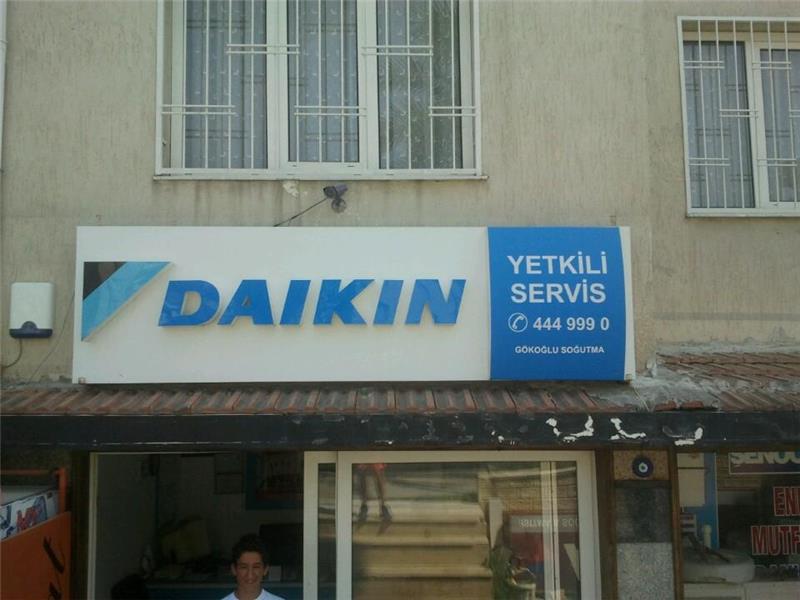 DAIKIN
YETKİLİ
SERVİS
444 999 0
GÖKOĞLU SOĞUTMA